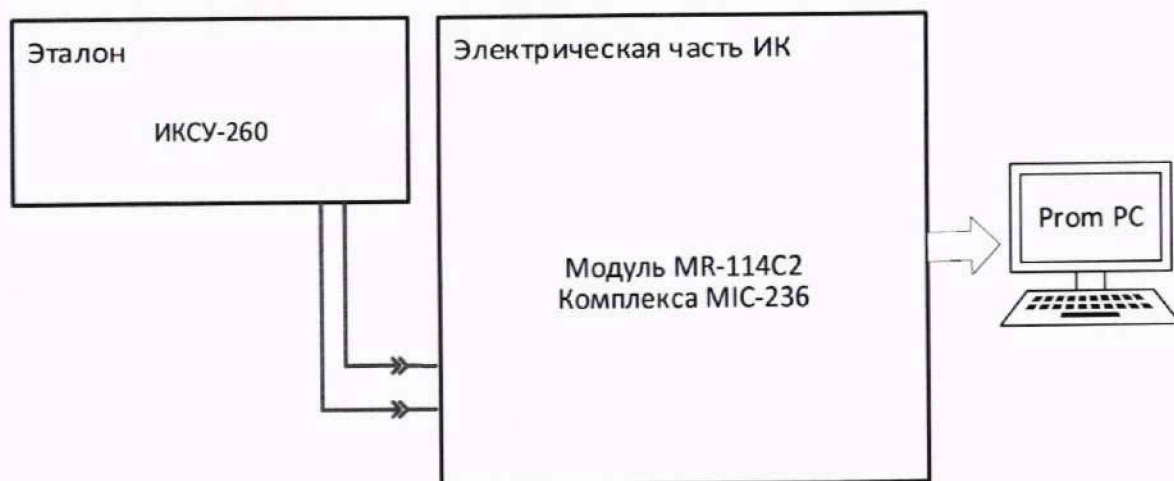 Эталон
ИКСУ-260
Электрическая часть ИК
Модуль MR-114C2
Комплекса MIC-236
Prom PC